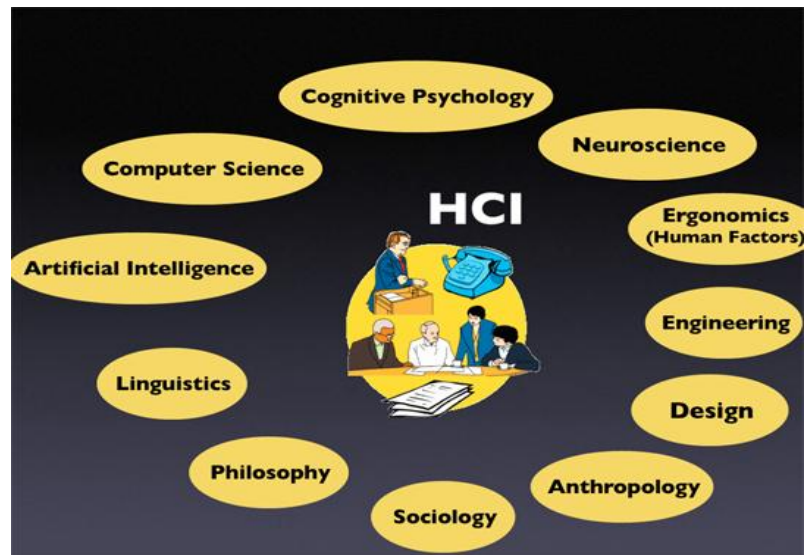 Cognitive Psychology
Neuroscience
Computer Science
HCI
Ergonomics
(Human Factors)
Artificial Intelligence
Engineering
Linguistics
Design
Philosophy
Anthropology
Sociology